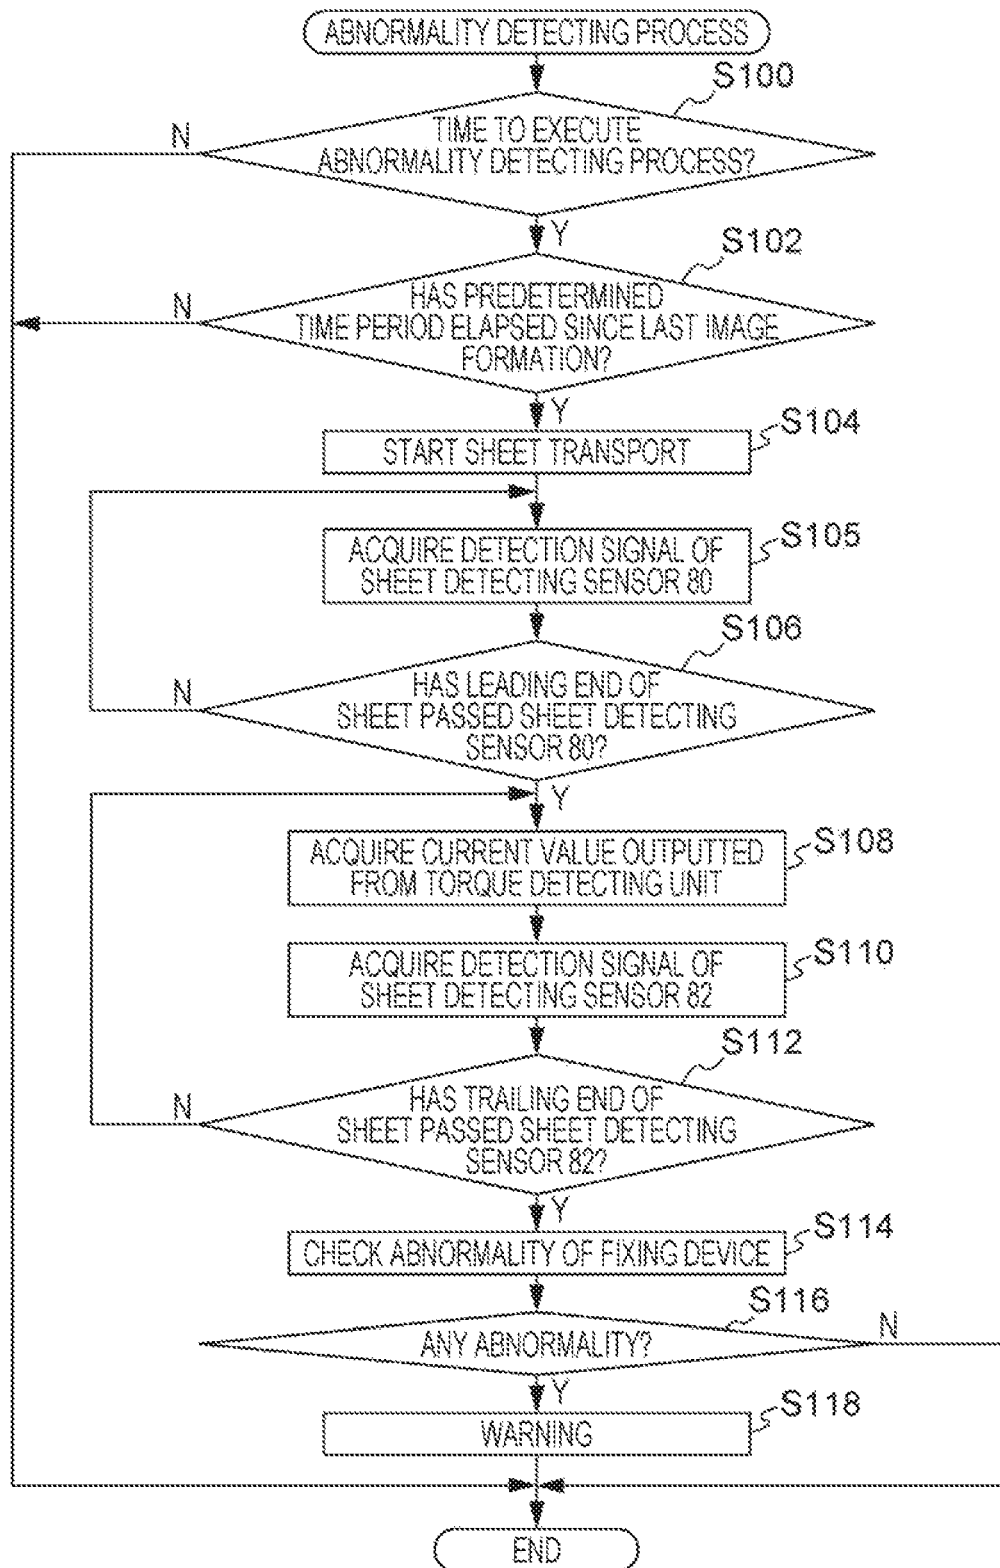 ABNORMALITY DETECTING PROCESS
S100
N
TIME TO EXECUTE
ABNORMALITY DETECTING PROCESS?
Y
S102
N
HAS PREDETERMINED
TIME PERIOD ELAPSED SINCE LAST IMAGE
FORMATION?
Y
S104
START SHEET TRANSPORT
S105
ACQUIRE DETECTION SIGNAL OF
SHEET DETECTING SENSOR 80
S106
N
HAS LEADING END OF
SHEET PASSED SHEET DETECTING
SENSOR 80?
Y
S108
ACQUIRE CURRENT VALUE OUTPUTTED
FROM TORQUE DETECTING UNIT
S110
ACQUIRE DETECTION SIGNAL OF
SHEET DETECTING SENSOR 82
S112
N
HAS TRAILING END OF
SHEET PASSED SHEET DETECTING
SENSOR 82?
Y
S114
CHECK ABNORMALITY OF FIXING DEVICE
S116
N
ANY ABNORMALITY?
Y
S118
WARNING
END